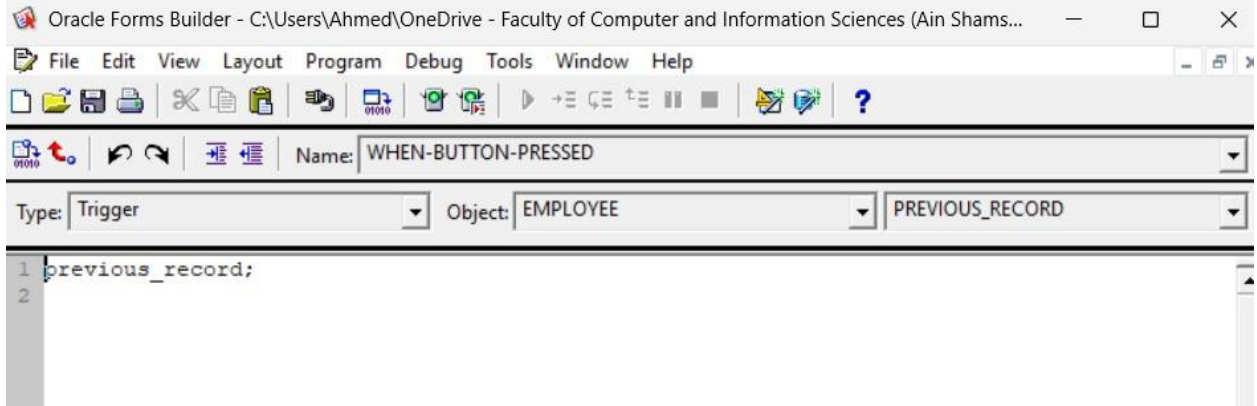 Oracle Forms Builder - C:\Users\Ahmed\OneDrive - Faculty of Computer and Information Sciences (Ain Shams...
File Edit View Layout Program Debug Tools Window Help
Name: WHEN-BUTTON-PRESSED
Type: Trigger Object: EMPLOYEE PREVIOUS_RECORD
1 previous_record;
2